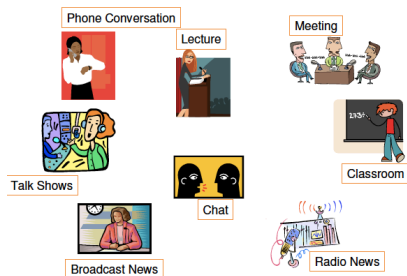 Phone Conversation
Lecture
Meeting
Talk Shows
Chat
Classroom
Broadcast News
Radio News